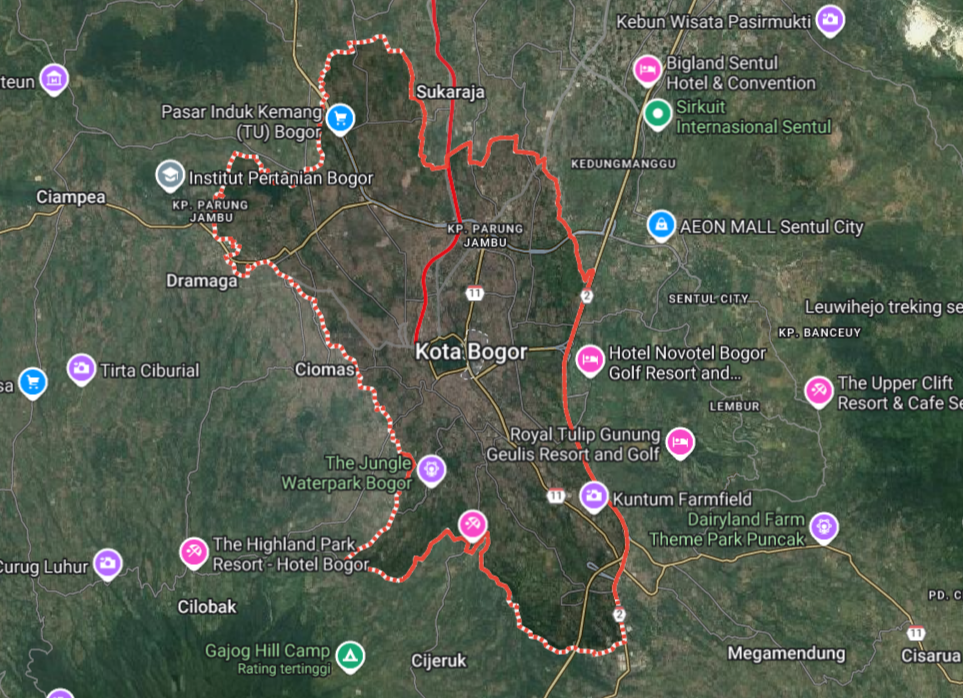 Kebun Wisata Pasirmukti
Bigland Sentul
Hotel & Convention
teun
Sukaraja
Pasar Induk Kemang
(TU) Bogor
Sirkuit
Internasional Sentul
KEDUNGMANGGU
Institut Pertanian Bogor
Ciampea
KP. PARUNG
JAMBU
KP. PARUNG
JAMBU
AEON MALL Sentul City
Dramaga
11
2
SENTUL CITY
Leuwihejo treking se
KP. BANCEUY
Kota Bogor
Hotel Novotel Bogor
Golf Resort and...
Ciomas
Tirta Ciburial
sa
The Upper Clift
Resort & Cafe Se
LEMBUR
Royal Tulip Gunung
Geulis Resort and Golf
The Jungle
Waterpark Bogor
11
Kuntum Farmfield
Dairyland Farm
Theme Park Puncak
The Highland Park
Resort - Hotel Bogor
Curug Luhur
Cilobak
PD. C
2
11
Gajog Hill Camp
Rating tertinggi
Cijeruk
Megamendung
Cisarua